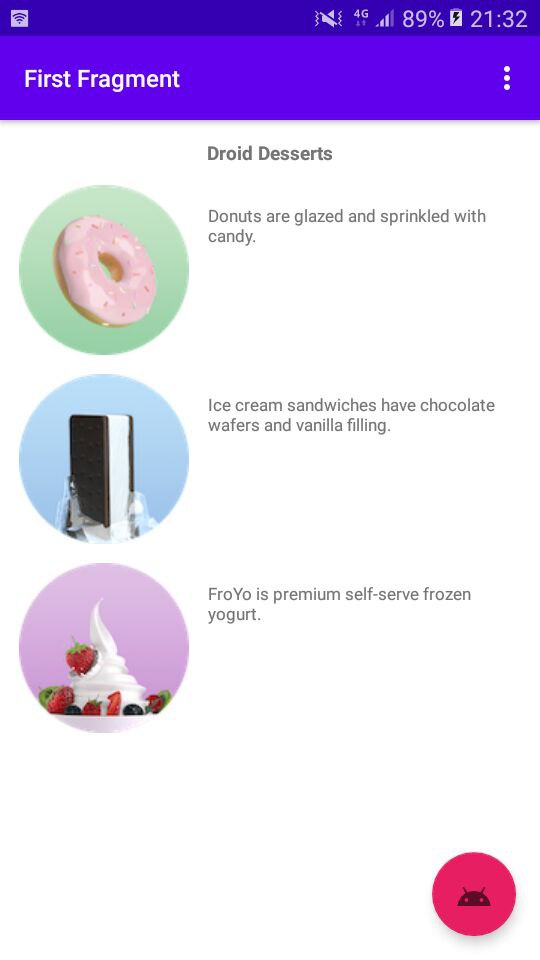 4G 89% 21:32
First Fragment
Droid Desserts
Donuts are glazed and sprinkled with
candy.
Ice cream sandwiches have chocolate
wafers and vanilla filling.
FroYo is premium self-serve frozen
yogurt.